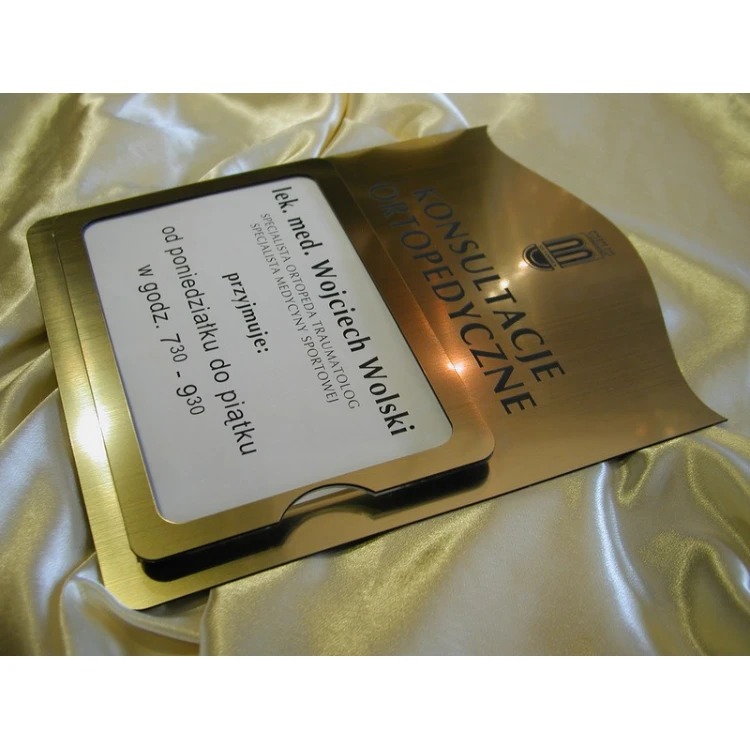 KONSULTACJE
ORTOPEDYCZNE
lek. med. Wojciech Wolski
SPECJALISTA ORTOPEDA TRAUMATOLOG
SPECJALISTA MEDYCYNY SPORTOWEJ
przyjmuje:
od poniedziałku do piątku
w godz. 7³⁰ - 9³⁰